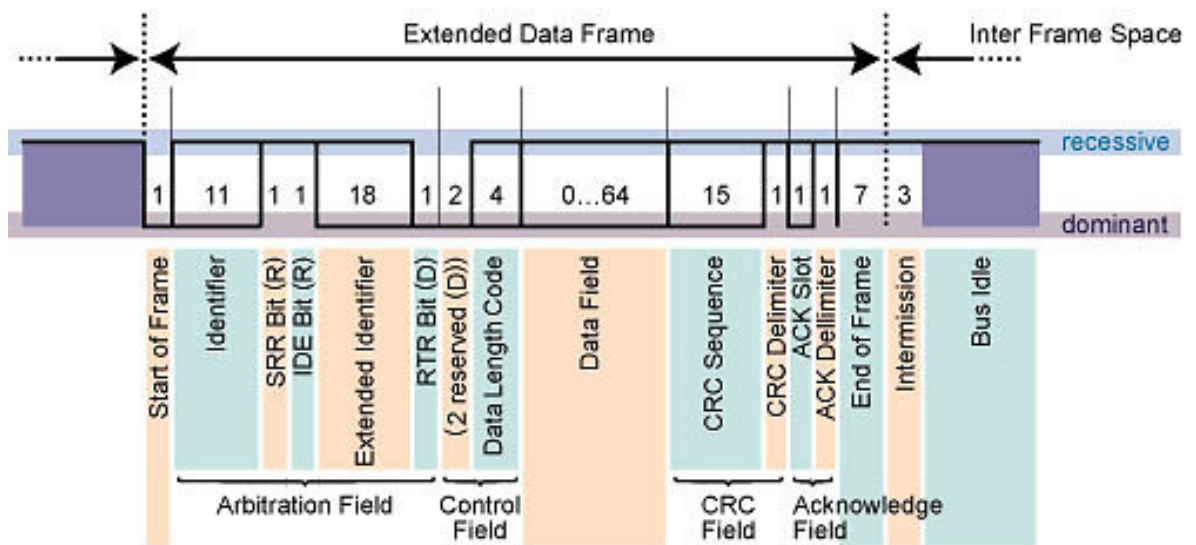 Extended Data Frame
Inter Frame Space
recessive
1 11 1 1 18 1 2 4 0...64 15 1 1 1 7 3
dominant
Start of Frame
Identifier
SRR Bit (R)
IDE Bit (R)
Extended Identifier
RTR Bit (D)
(2 reserved (D))
Data Length Code
Data Field
CRC Sequence
CRC Delimiter
ACK Slot
ACK Dellimiter
End of Frame
Intermission
Bus Idle
Arbitration Field
Control
Field
CRC
Field
Acknowledge
Field